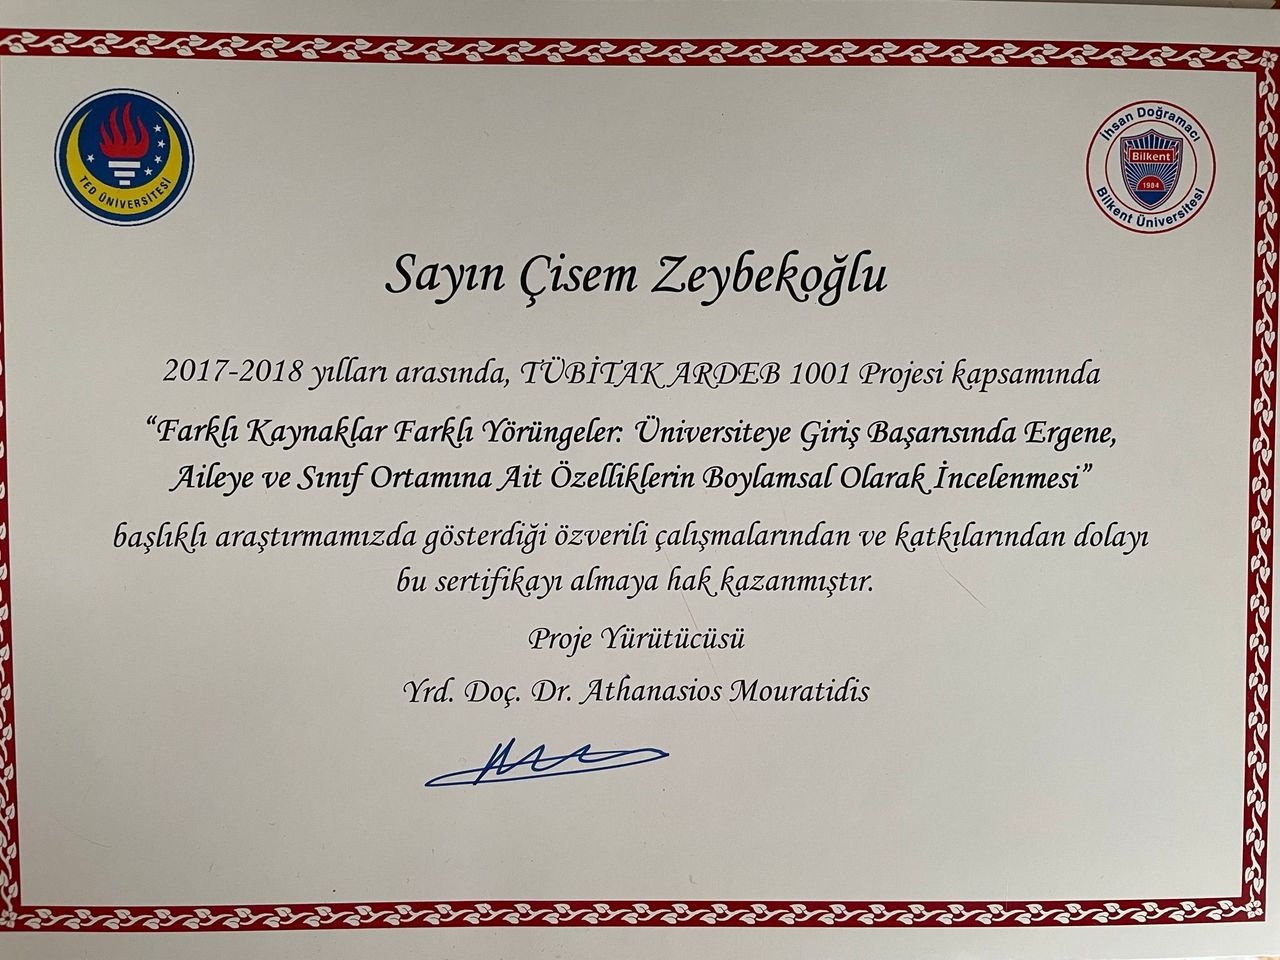 TED ÜNİVERSİTESİ
İhsan Doğramacı
Bilkent
1984
Bilkent Üniversitesi
Sayın Çisem Zeybekoğlu
2017-2018 yılları arasında, TÜBİTAK ARDEB 1001 Projesi kapsamında
“Farklı Kaynaklar Farklı Yörüngeler: Üniversiteye Giriş Başarısında Ergene,
Aileye ve Sınıf Ortamına Ait Özelliklerin Boylamsal Olarak İncelenmesi”
başlıklı araştırmamızda gösterdiği özverili çalışmalarından ve katkılarından dolayı
bu sertifikayı almaya hak kazanmıştır.
Proje Yürütücüsü
Yrd. Doç. Dr. Athanasios Mouratidis